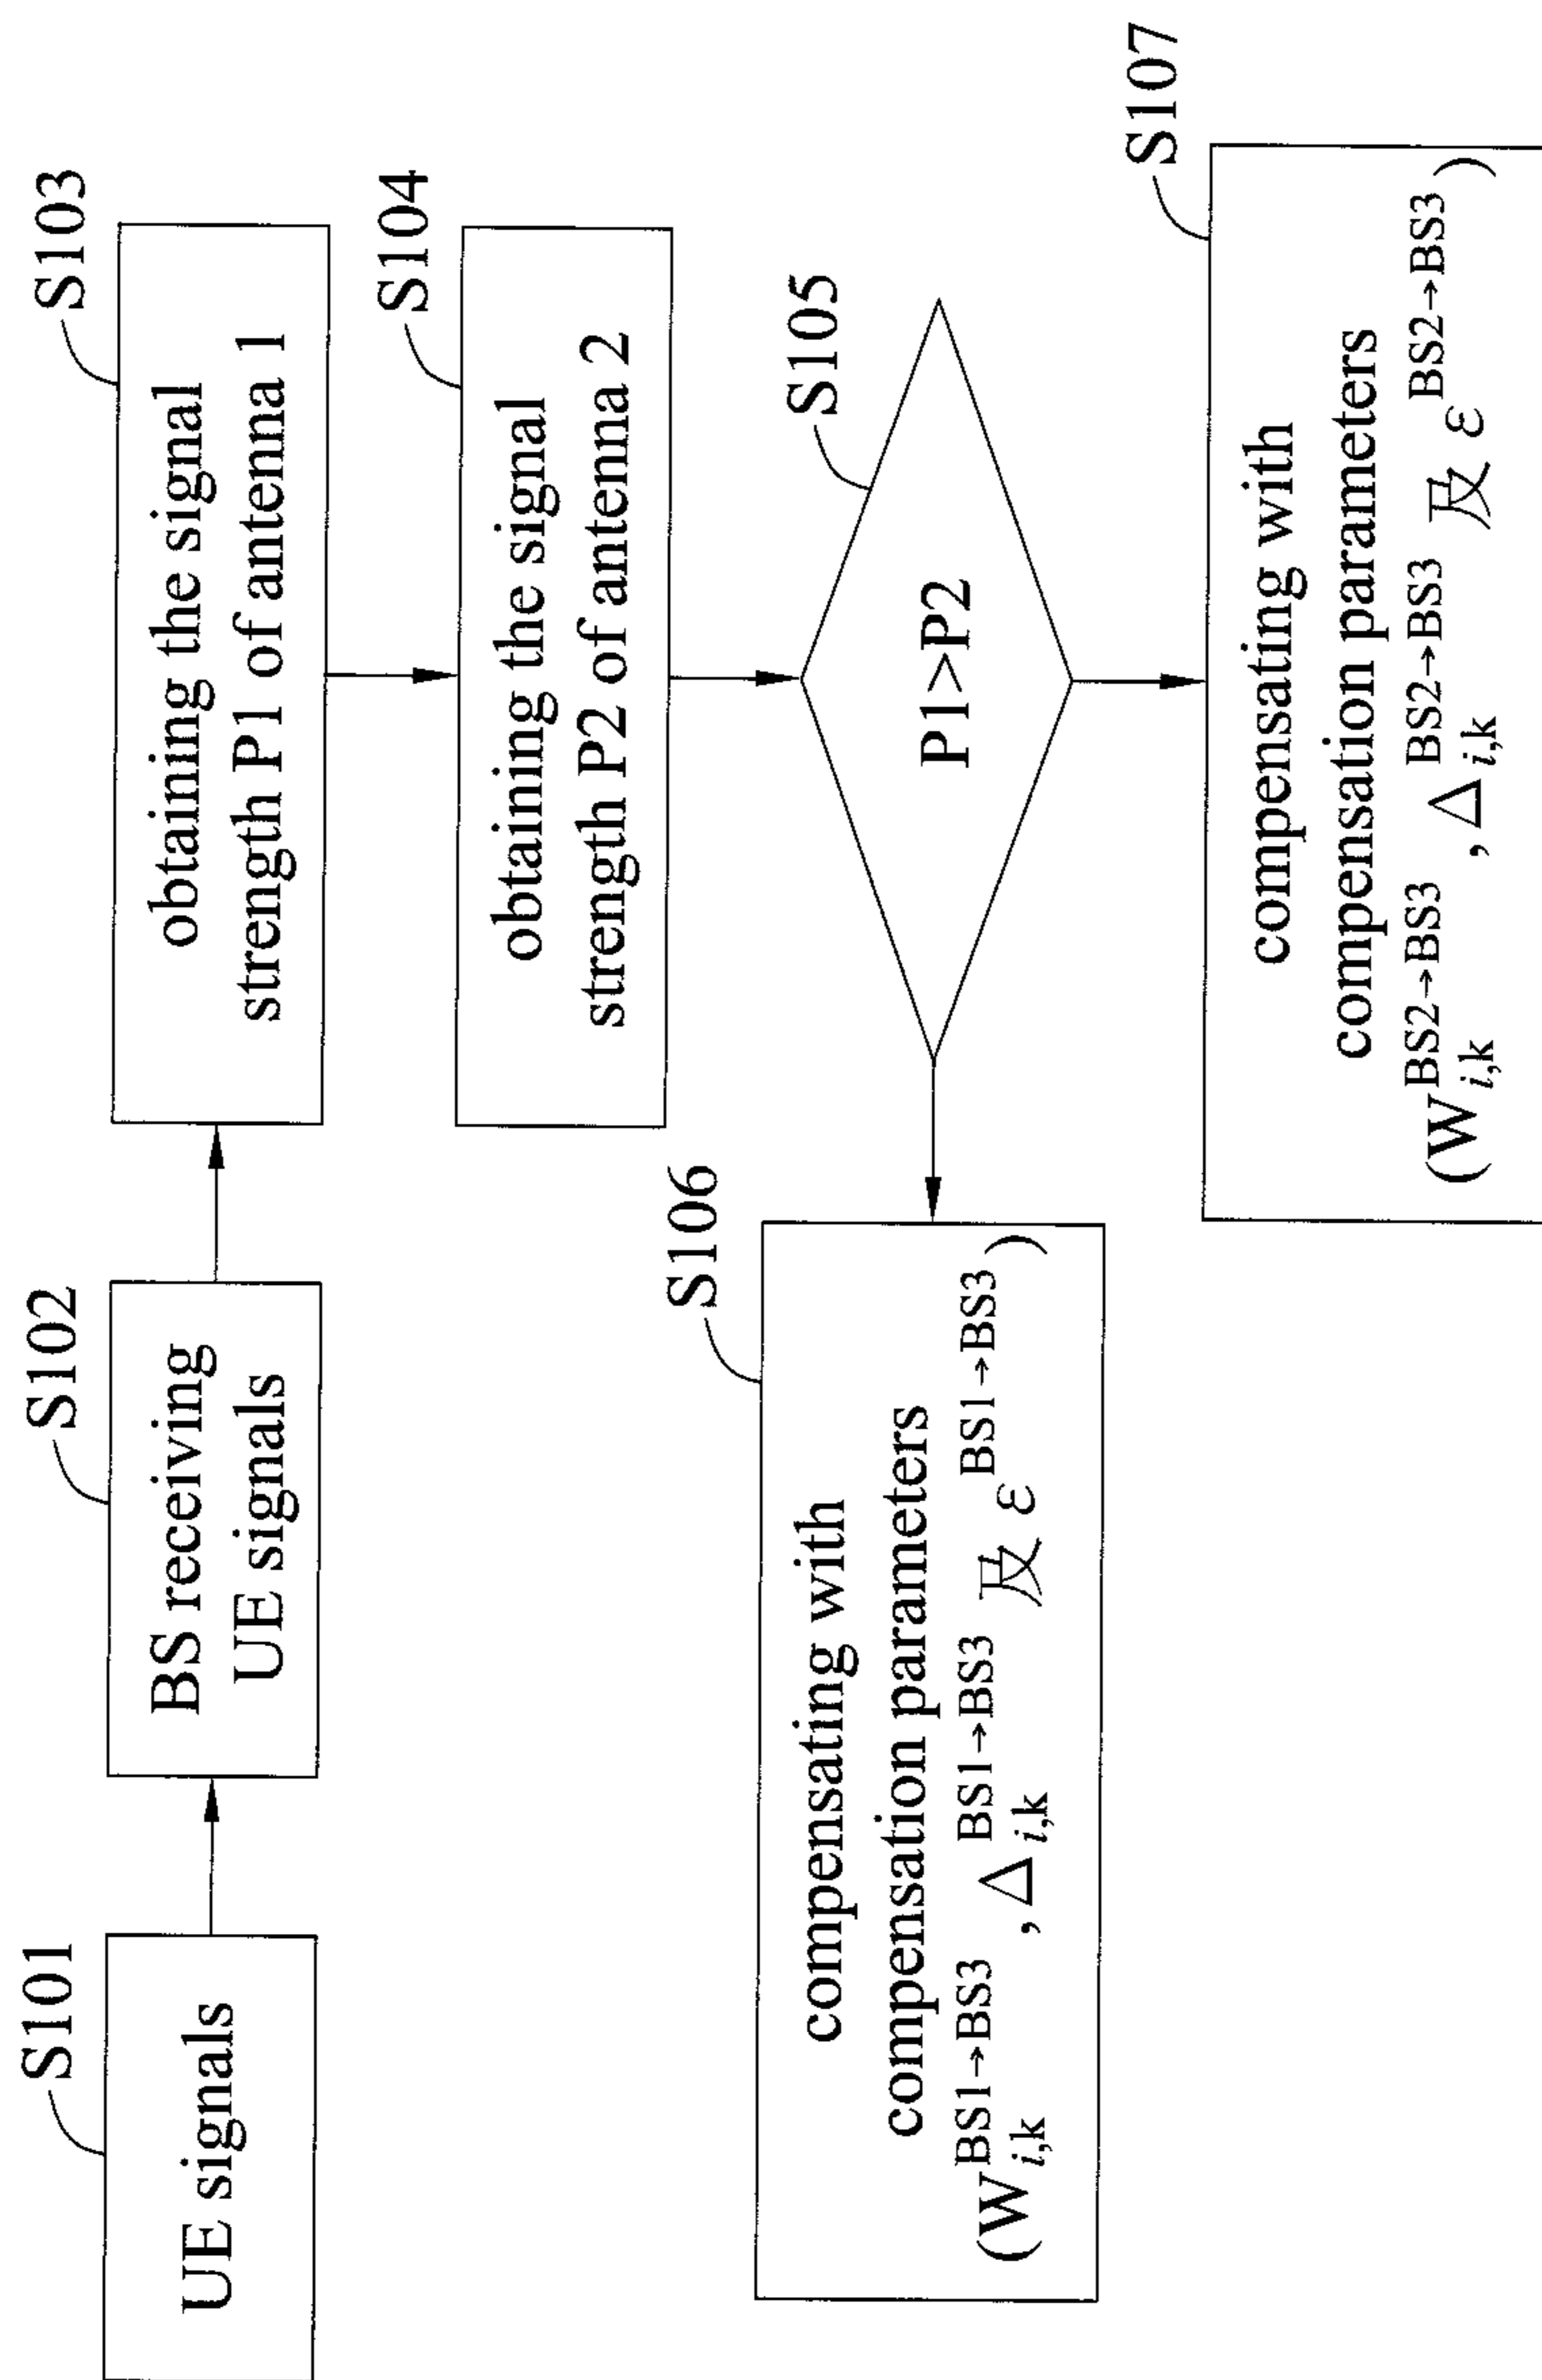 S101
UE signals
S102
BS receiving
UE signals
S103
obtaining the signal
strength P1 of antenna 1
S104
obtaining the signal
strength P2 of antenna 2
S105
P1>P2
S106
compensating with
compensation parameters
(W_{i,k}^{BS1→BS3} , Δ_{i,k}^{BS1→BS3} 及 ε^{BS1→BS3})
S107
compensating with
compensation parameters
(W_{i,k}^{BS2→BS3} , Δ_{i,k}^{BS2→BS3} 及 ε^{BS2→BS3})